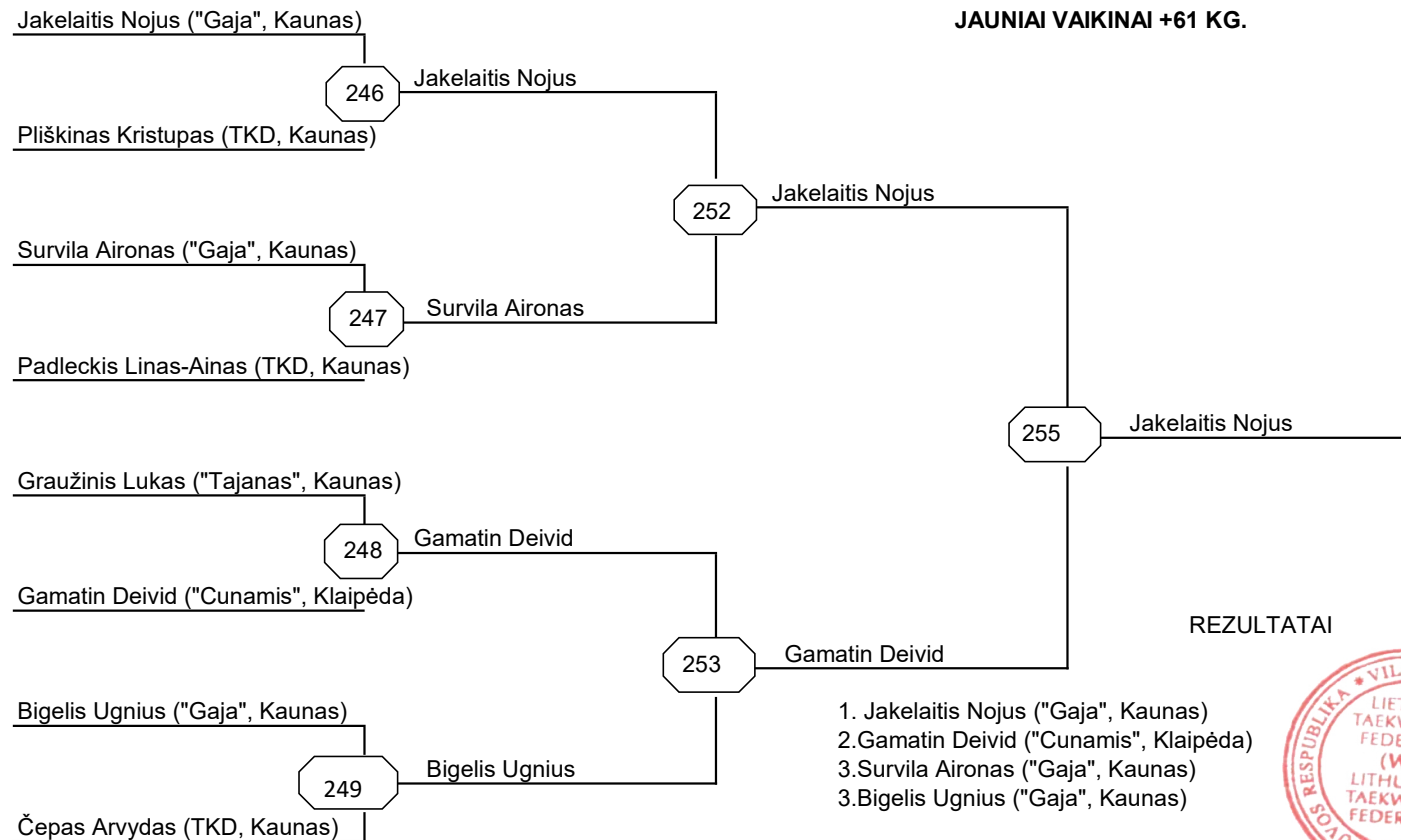 JAUNIAI VAIKINAI +61 KG.
Jakelaitis Nojus ("Gaja", Kaunas)
246
Jakelaitis Nojus
Pliškinas Kristupas (TKD, Kaunas)
252
Jakelaitis Nojus
Survila Aironas ("Gaja", Kaunas)
247
Survila Aironas
Padleckis Linas-Ainas (TKD, Kaunas)
255
Jakelaitis Nojus
Graužinis Lukas ("Tajanas", Kaunas)
248
Gamatin Deivid
Gamatin Deivid ("Cunamis", Klaipėda)
253
Gamatin Deivid
Bigelis Ugnius ("Gaja", Kaunas)
249
Bigelis Ugnius
Čepas Arvydas (TKD, Kaunas)
REZULTATAI
1. Jakelaitis Nojus ("Gaja", Kaunas)
2.Gamatin Deivid ("Cunamis", Klaipėda)
3.Survila Aironas ("Gaja", Kaunas)
3.Bigelis Ugnius ("Gaja", Kaunas)